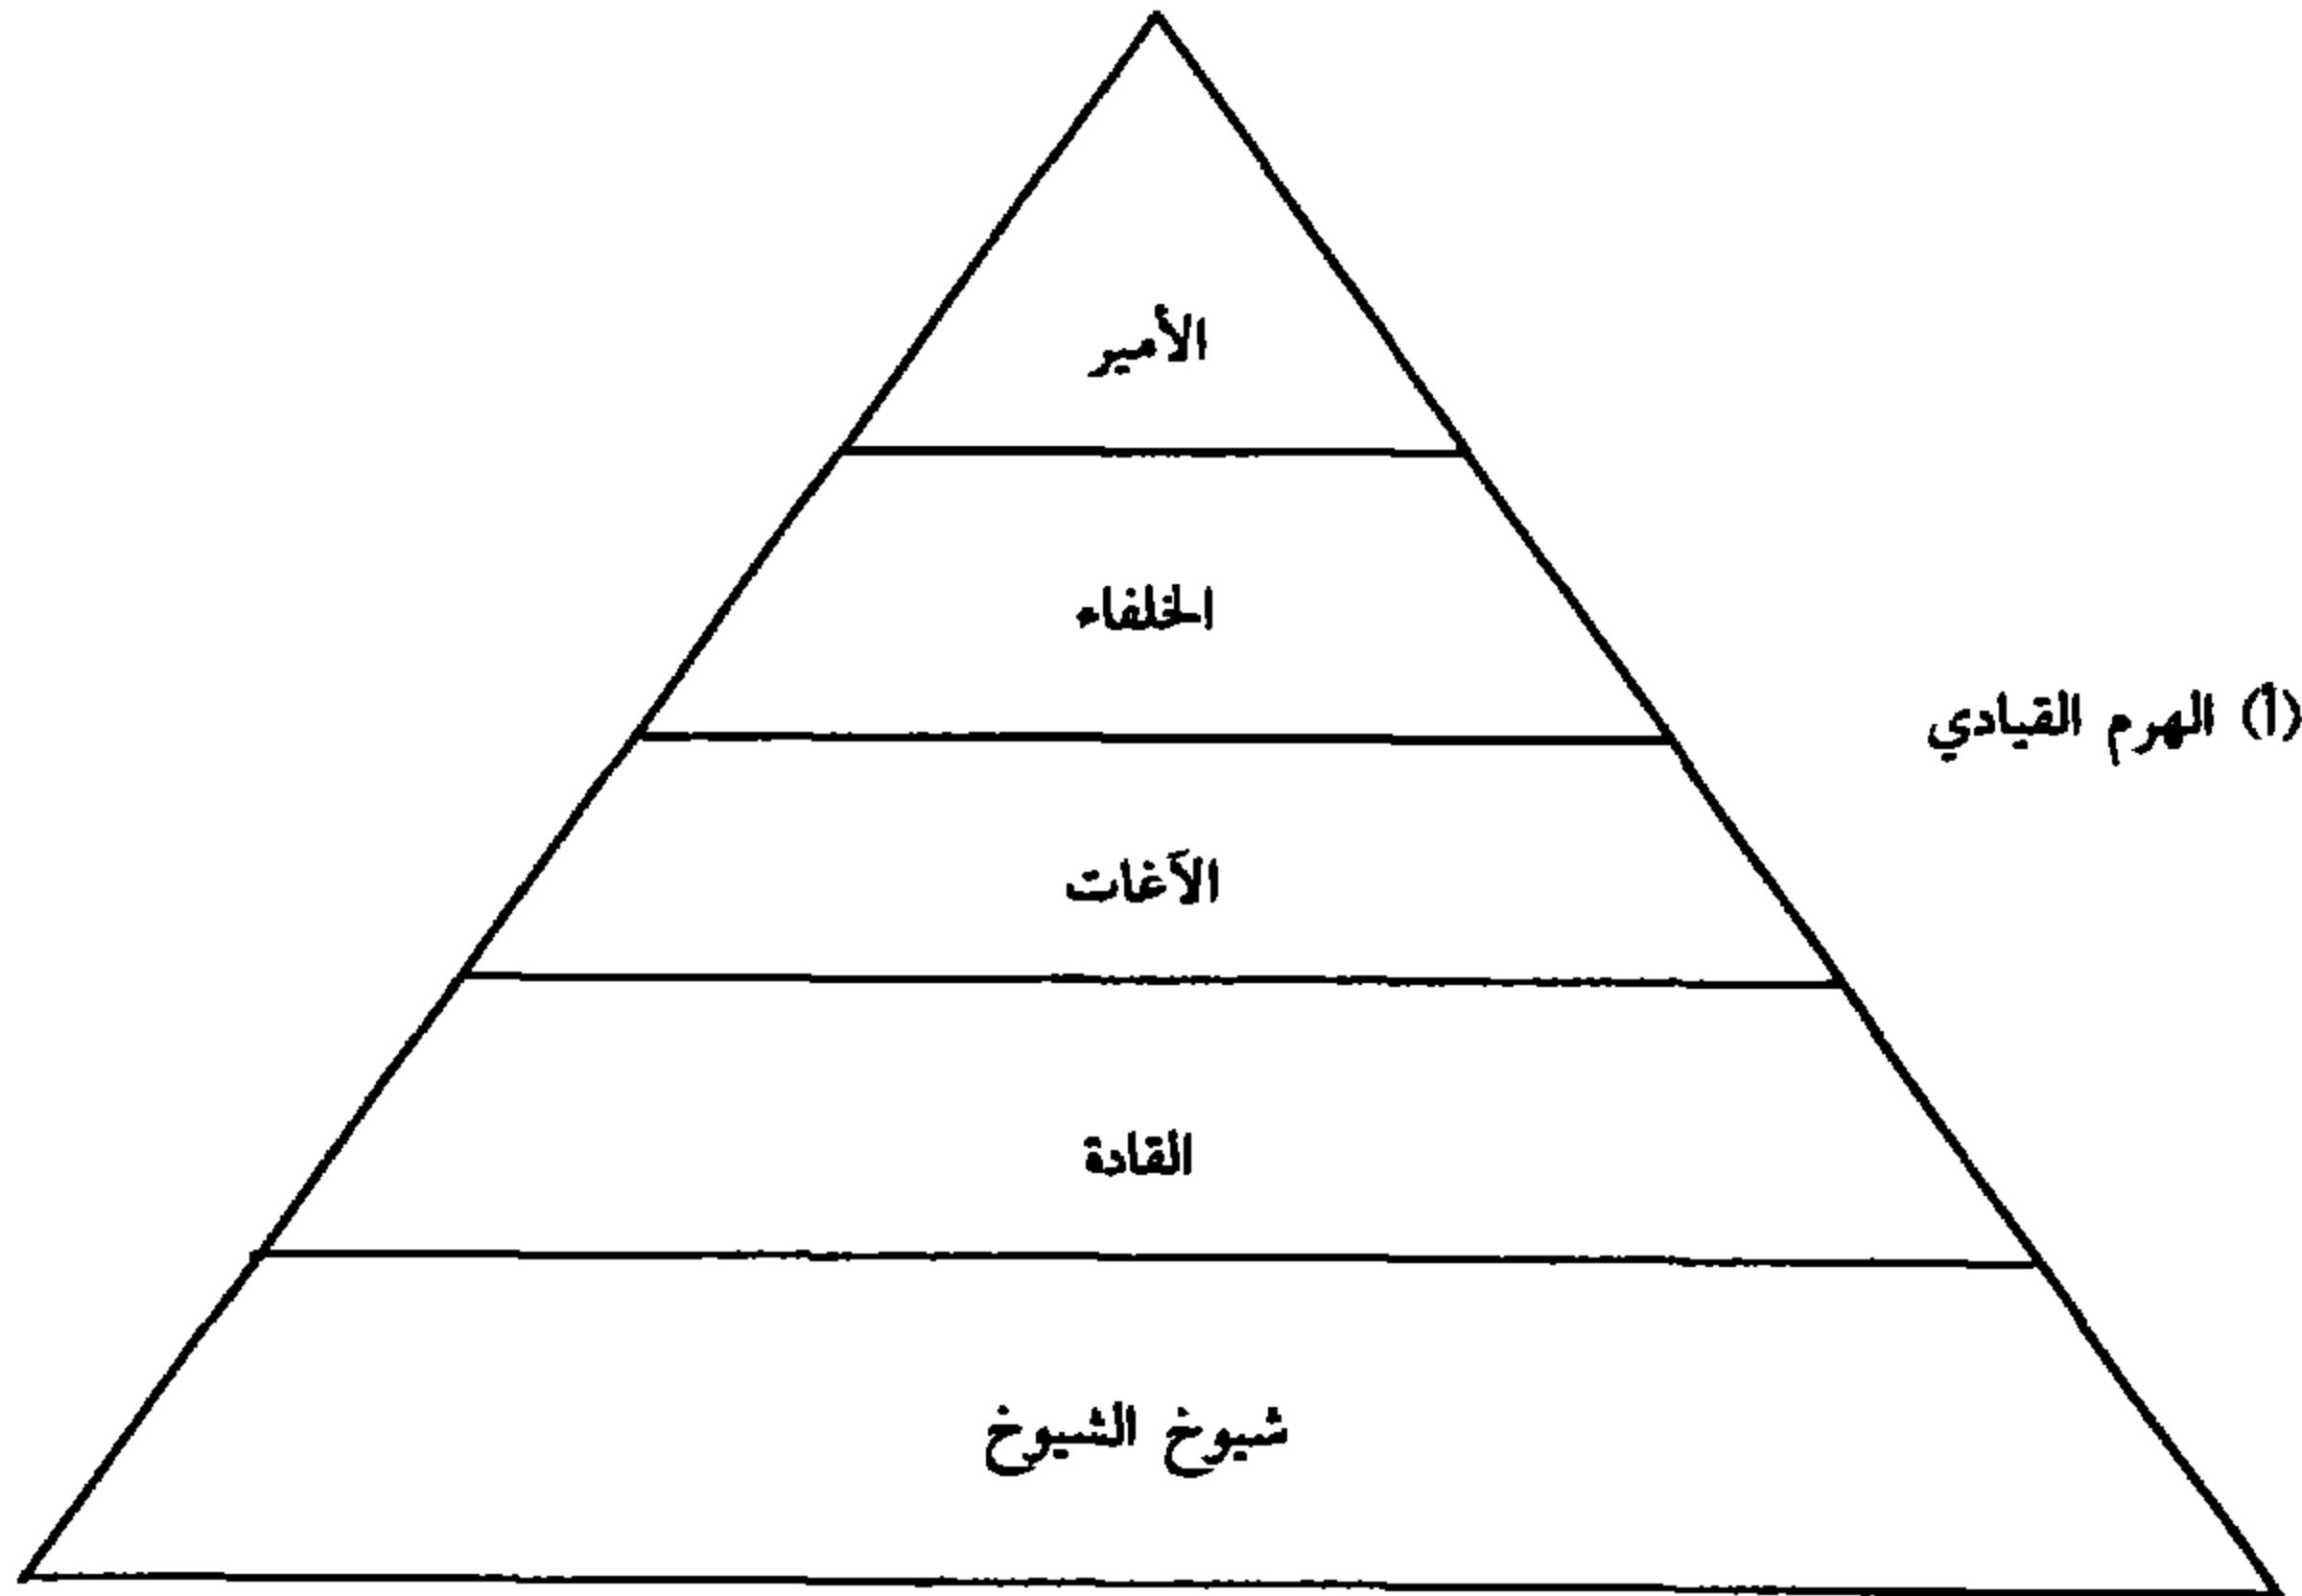 الأمير
الخلفاء
(أ) الهرم القيادي
الآغات
القادة
شيوخ الشيوخ